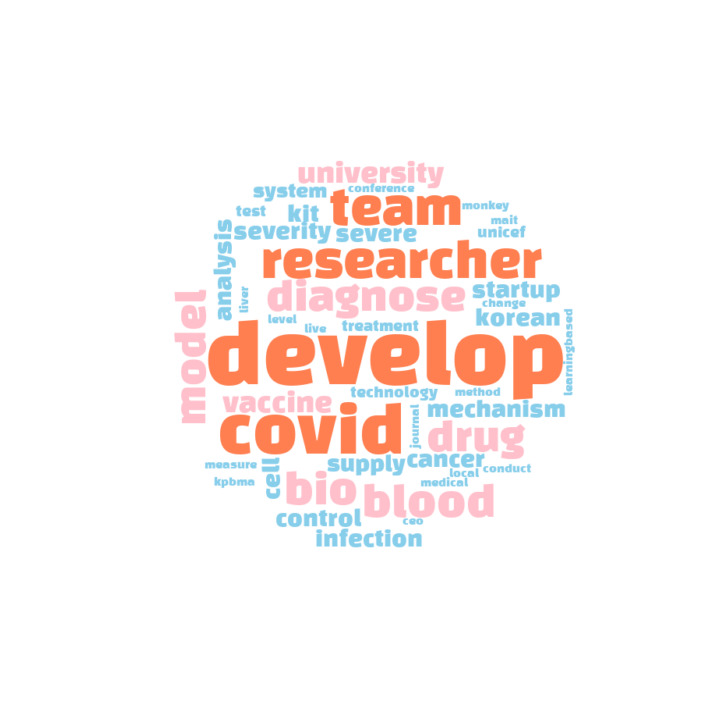 university
system
conference
team
monkey
test
kit
mait
severity
severe
unicef
analysis
researcher
liver
diagnose
startup
change
model
level
live
treatment
korean
learningbased
develop
technology
method
vaccine
journal
mechanism
covid
drug
measure
cell
supply
cancer
local
conduct
kpbma
bio
blood
medical
control
ceo
infection